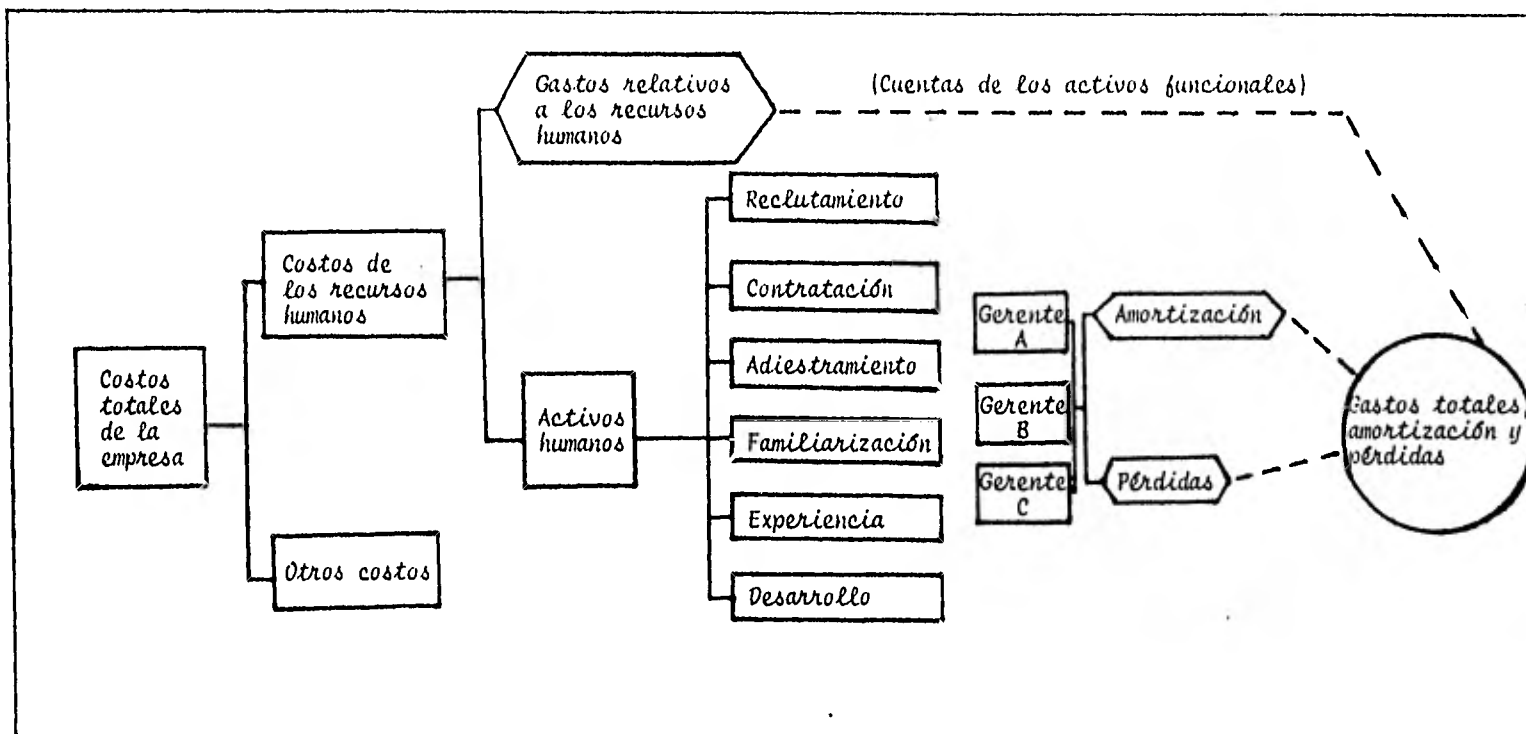 Gastos relativos
a los recursos
humanos
(Cuentas de los activos funcionales)
Reclutamiento
Costos de
los recursos
humanos
Contratación
Gerente
A
Amortización
Costos
totales
de la
empresa
Adiestramiento
Activos
humanos
Gerente
B
Gastos totales,
amortización y
pérdidas
Familiarización
Gerente
C
Pérdidas
Experiencia
Otros costos
Desarrollo